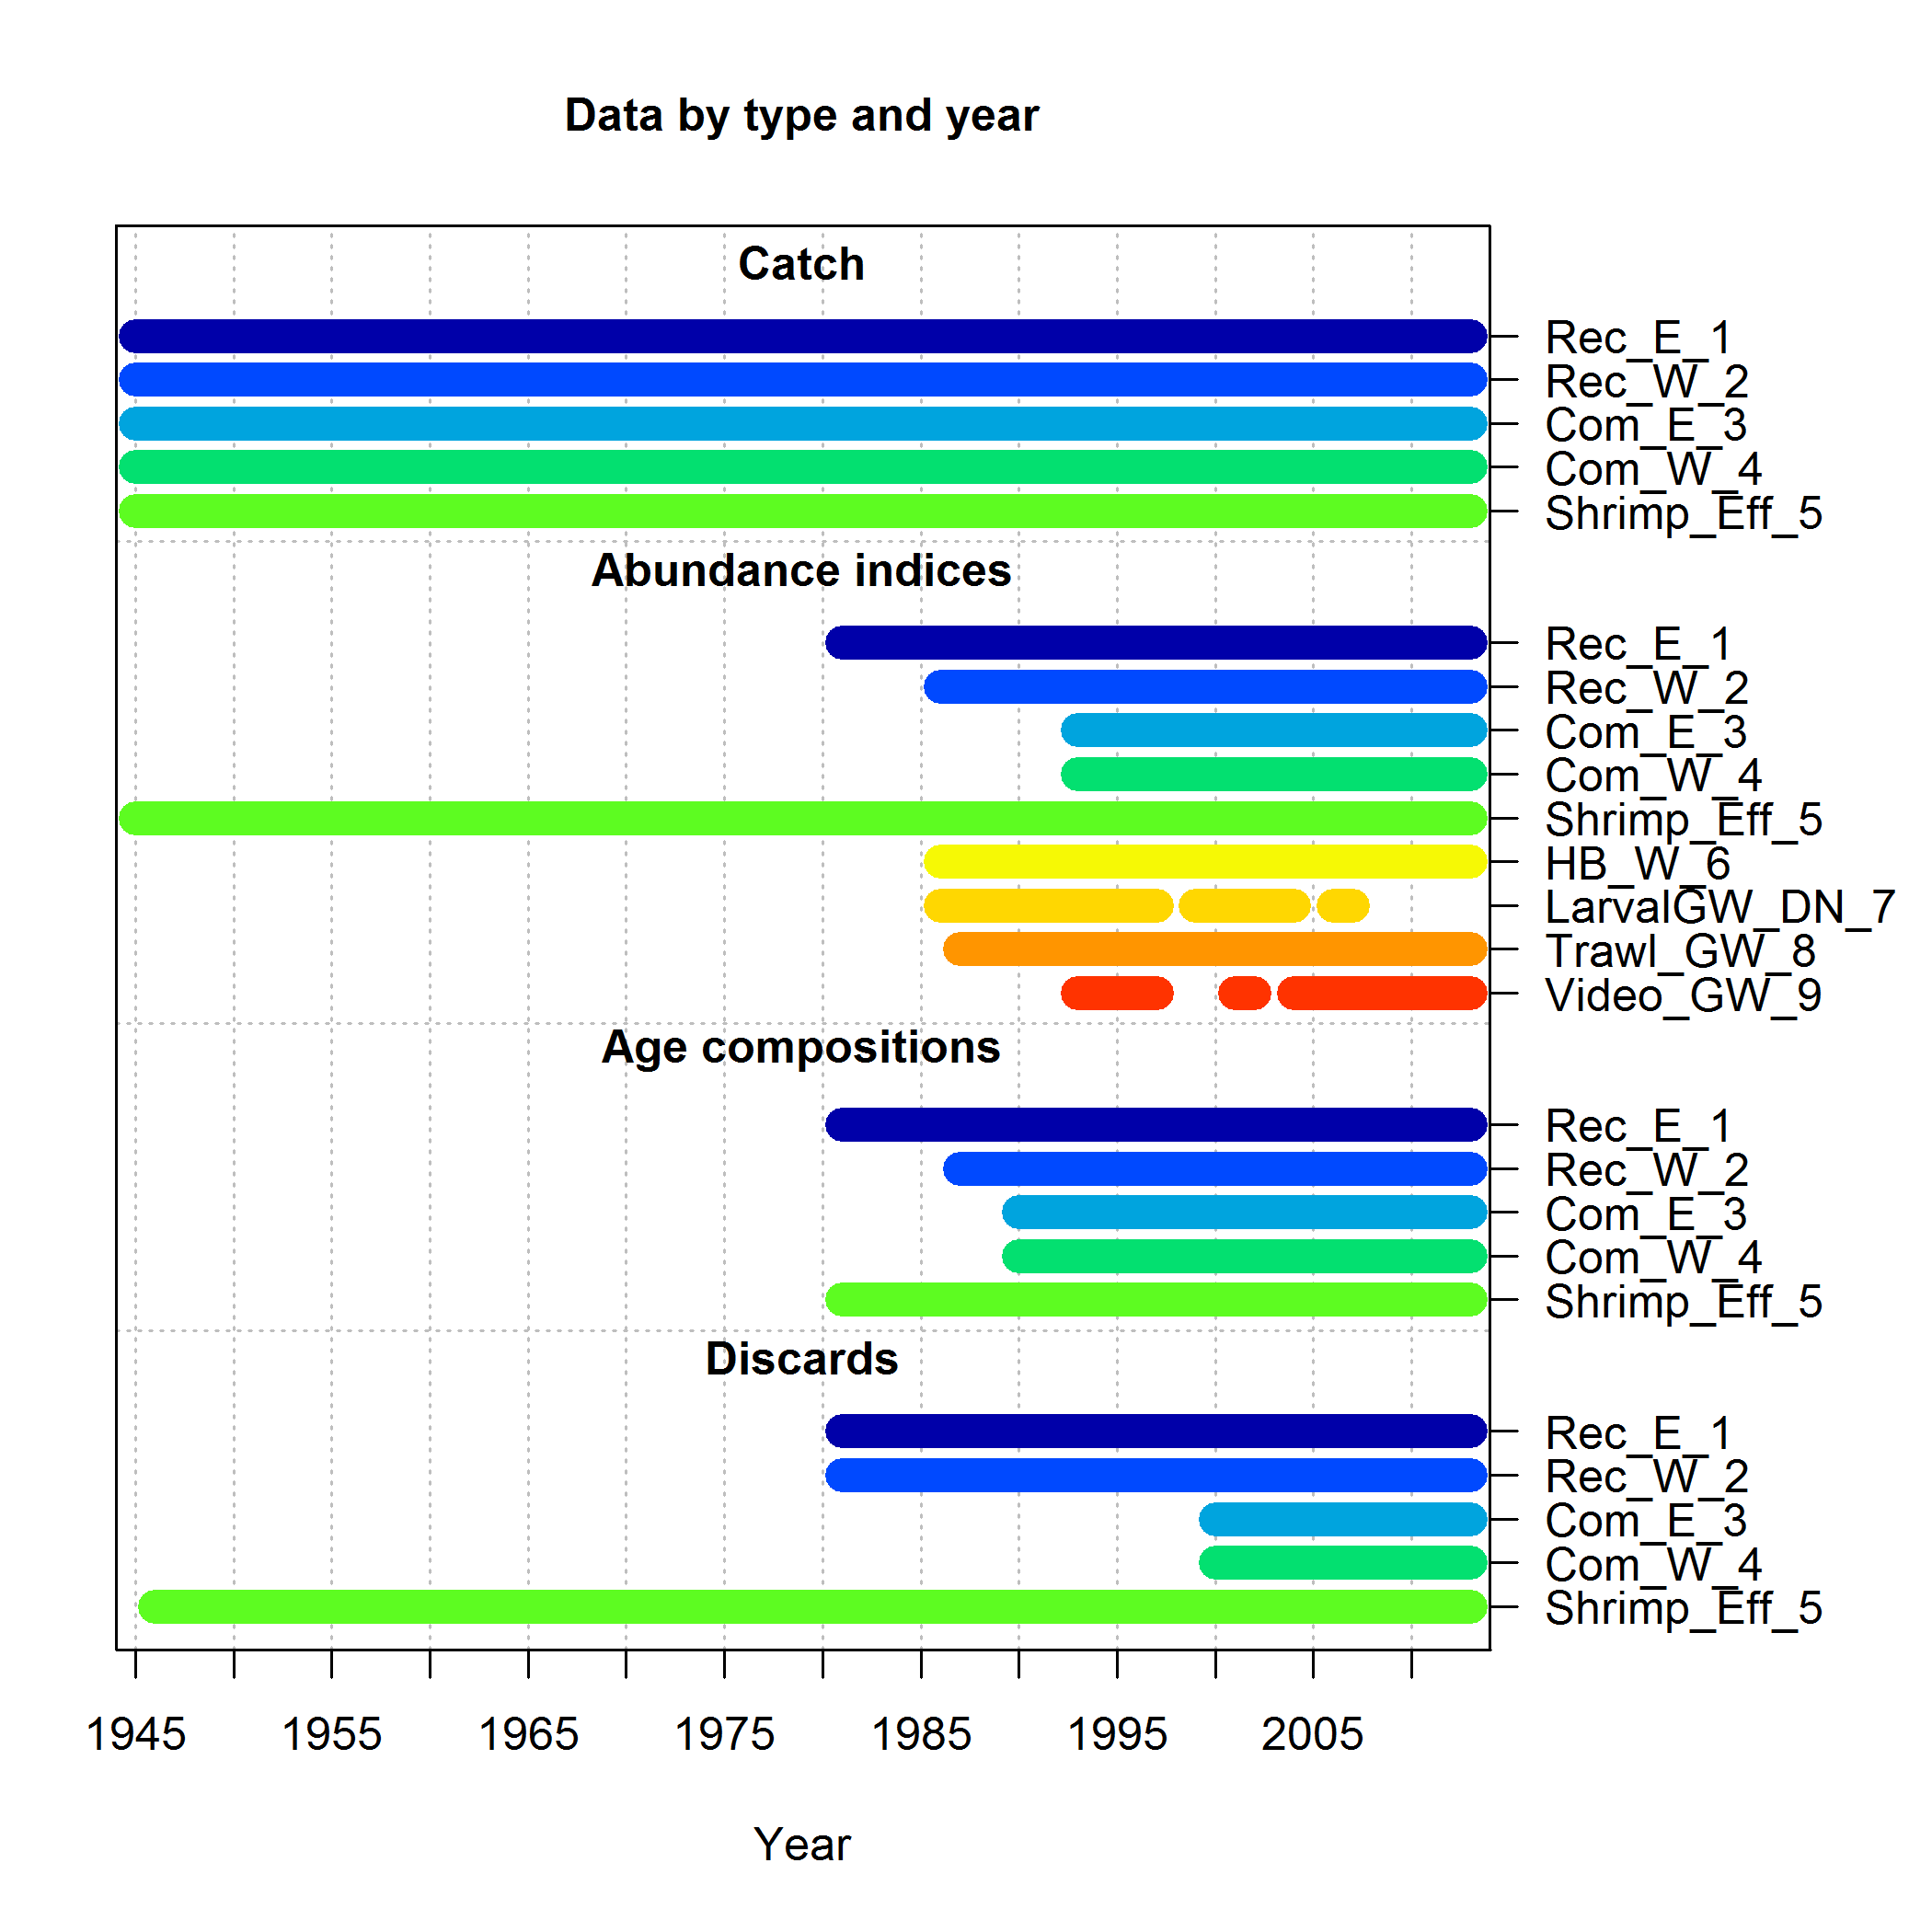 Data by type and year
Catch
Rec_E_1
Rec_W_2
Com_E_3
Com_W_4
Shrimp_Eff_5
Abundance indices
Rec_E_1
Rec_W_2
Com_E_3
Com_W_4
Shrimp_Eff_5
HB_W_6
LarvalGW_DN_7
Trawl_GW_8
Video_GW_9
Age compositions
Rec_E_1
Rec_W_2
Com_E_3
Com_W_4
Shrimp_Eff_5
Discards
Rec_E_1
Rec_W_2
Com_E_3
Com_W_4
Shrimp_Eff_5
1945 1955 1965 1975 1985 1995 2005
Year